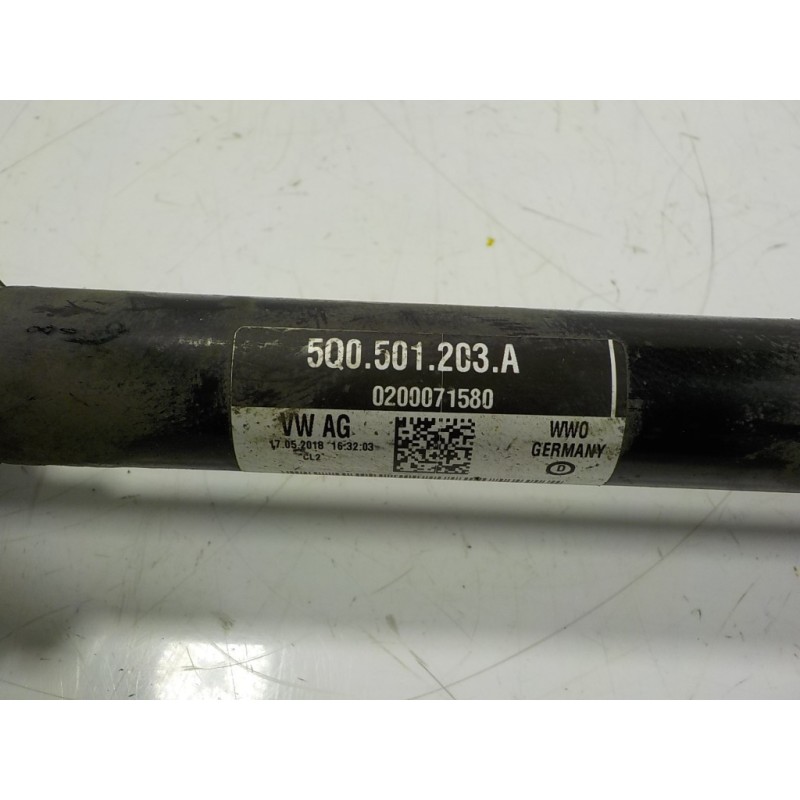 5Q0.501.203.A
0200071580
VW AG
17.05.2018 16:32:03
CL2
WWO
GERMANY
D